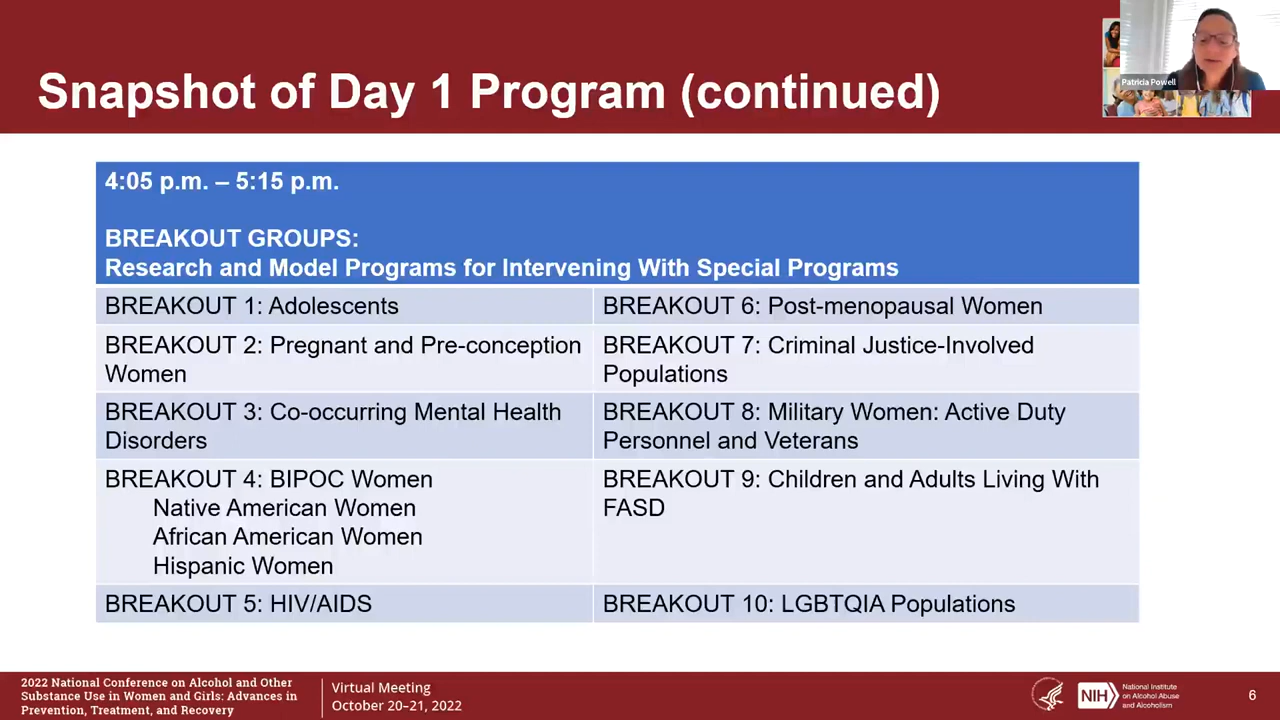 Snapshot of Day 1 Program (continued)
Patricia Powell
4:05 p.m. – 5:15 p.m.
BREAKOUT GROUPS:
Research and Model Programs for Intervening With Special Programs
BREAKOUT 1: Adolescents
BREAKOUT 6: Post-menopausal Women
BREAKOUT 2: Pregnant and Pre-conception
Women
BREAKOUT 7: Criminal Justice-Involved
Populations
BREAKOUT 3: Co-occurring Mental Health
Disorders
BREAKOUT 8: Military Women: Active Duty
Personnel and Veterans
BREAKOUT 4: BIPOC Women
Native American Women
African American Women
Hispanic Women
BREAKOUT 9: Children and Adults Living With
FASD
BREAKOUT 5: HIV/AIDS
BREAKOUT 10: LGBTQIA Populations
2022 National Conference on Alcohol and Other
Substance Use in Women and Girls: Advances in
Prevention, Treatment, and Recovery
Virtual Meeting
October 20–21, 2022
NIH
National Institute
on Alcohol Abuse
and Alcoholism
6